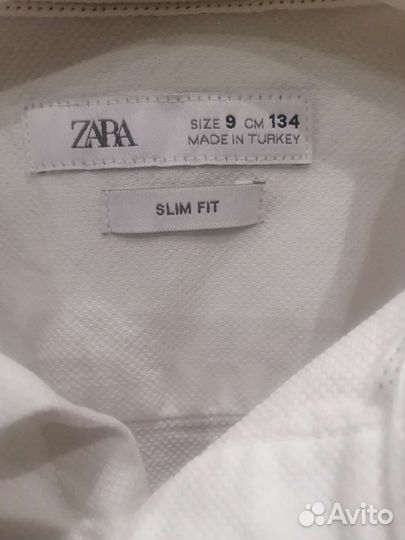 ZARA
SIZE 9 CM 134
MADE IN TURKEY
SLIM FIT
Avito